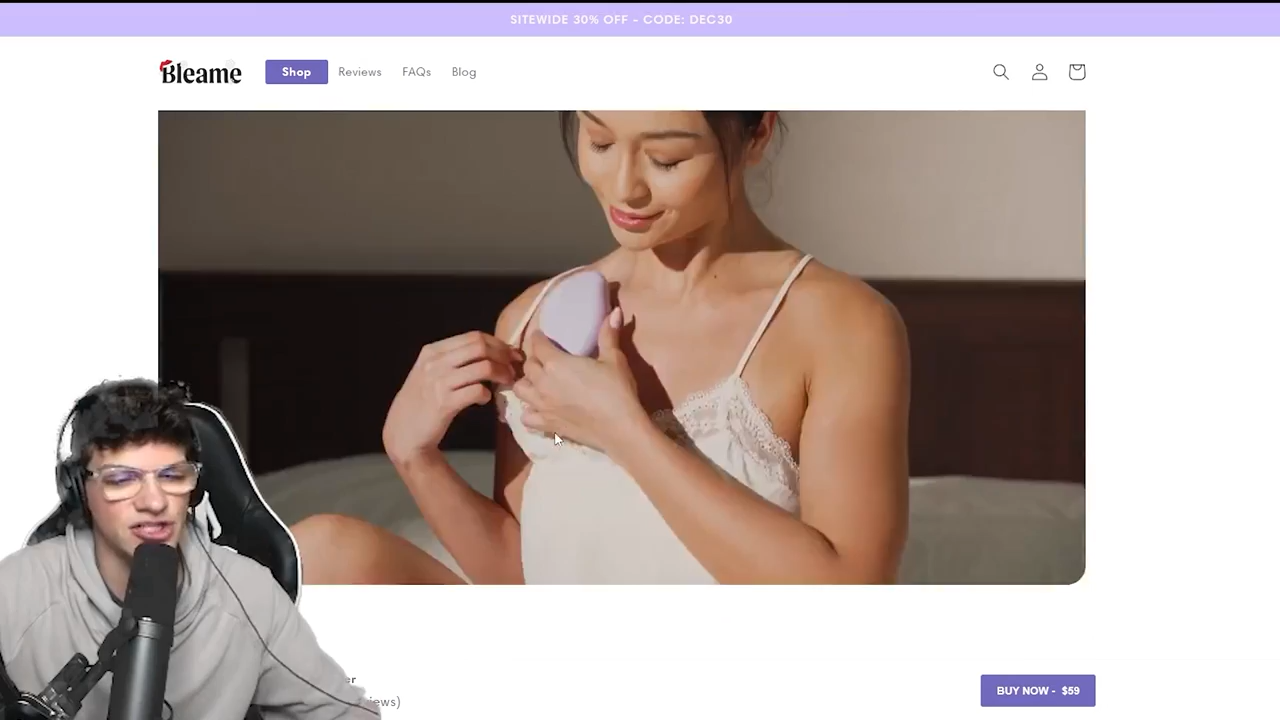 SITEWIDE 30% OFF - CODE: DEC30
Bleame
Shop
Reviews
FAQs
Blog
BUY NOW - $59